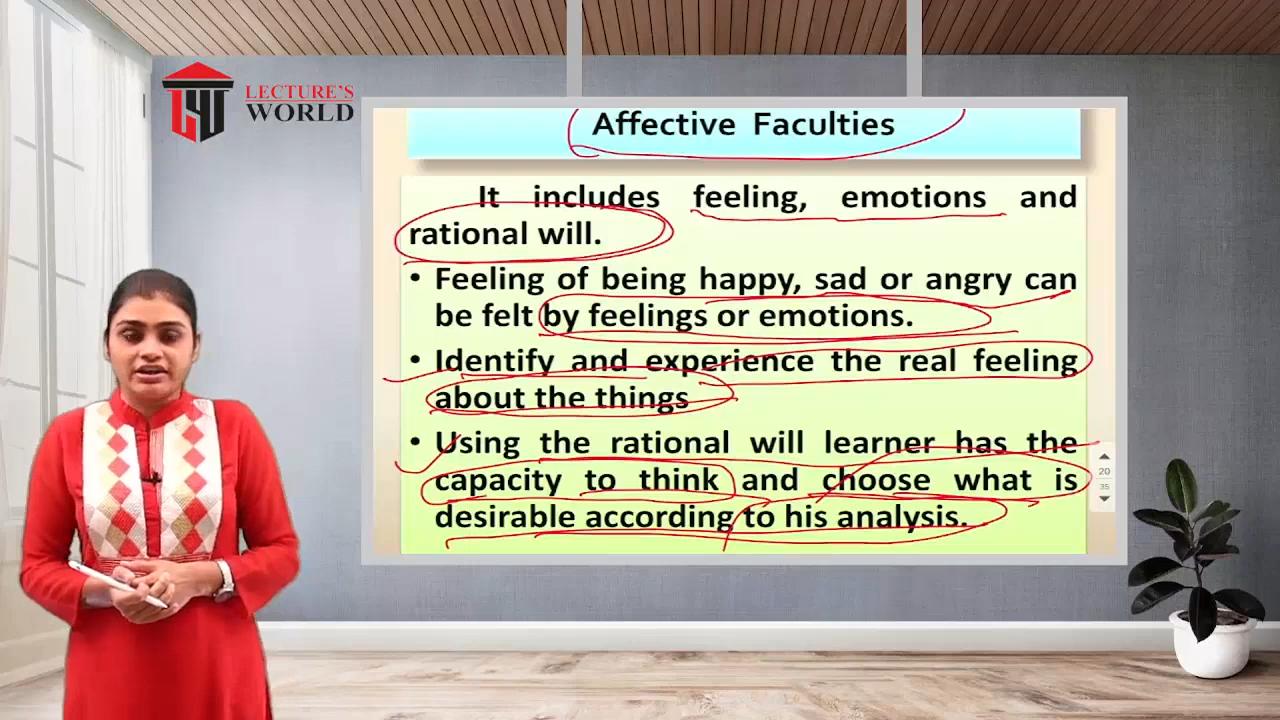 LECTURE'S
WORLD
Affective Faculties
It includes feeling, emotions and
rational will.
• Feeling of being happy, sad or angry can
be felt by feelings or emotions.
• Identify and experience the real feeling
about the things
• Using the rational will learner has the
capacity to think and choose what is
desirable according to his analysis.
20
35